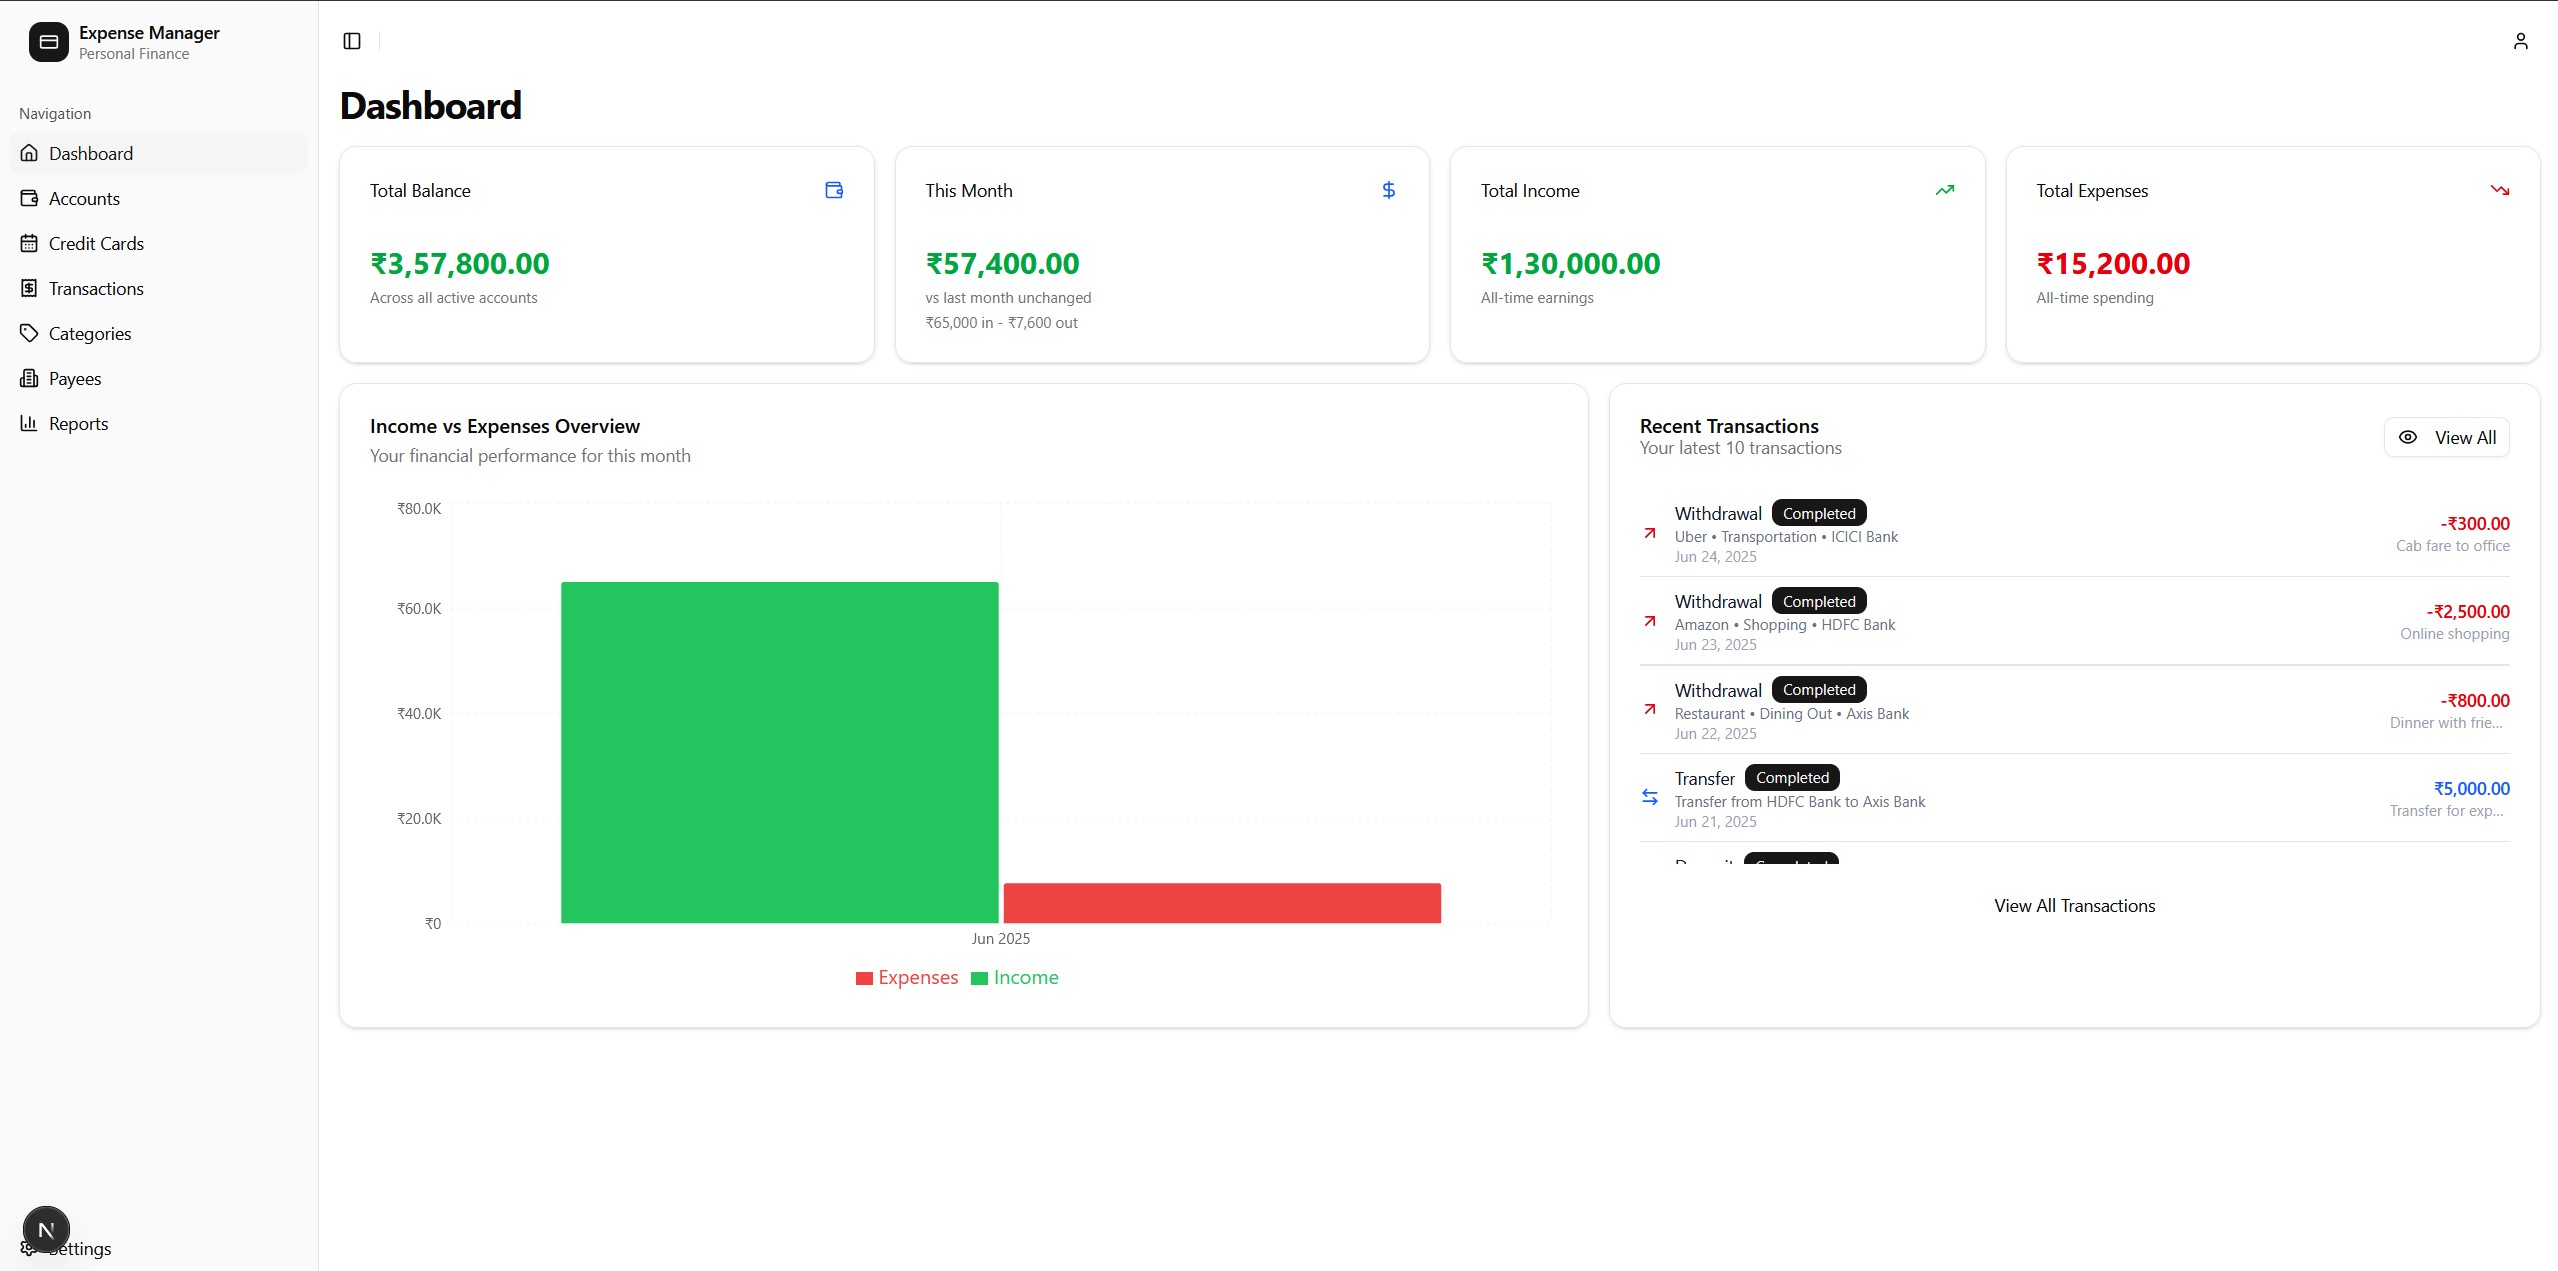 Expense Manager
Personal Finance
Navigation
Dashboard
Accounts
Credit Cards
Transactions
Categories
Payees
Reports
N
ettings
Dashboard
Total Balance
₹3,57,800.00
Across all active accounts
This Month
$
₹57,400.00
vs last month unchanged
₹65,000 in - ₹7,600 out
Total Income
₹1,30,000.00
All-time earnings
Total Expenses
₹15,200.00
All-time spending
Income vs Expenses Overview
Your financial performance for this month
₹80.0K
₹60.0K
₹40.0K
₹20.0K
₹0
Jun 2025
Expenses Income
Recent Transactions
Your latest 10 transactions
View All
Withdrawal Completed
Uber • Transportation • ICICI Bank
Jun 24, 2025
-₹300.00
Cab fare to office
Withdrawal Completed
Amazon • Shopping • HDFC Bank
Jun 23, 2025
-₹2,500.00
Online shopping
Withdrawal Completed
Restaurant • Dining Out • Axis Bank
Jun 22, 2025
-₹800.00
Dinner with frie...
Transfer Completed
Transfer from HDFC Bank to Axis Bank
Jun 21, 2025
₹5,000.00
Transfer for exp...
View All Transactions